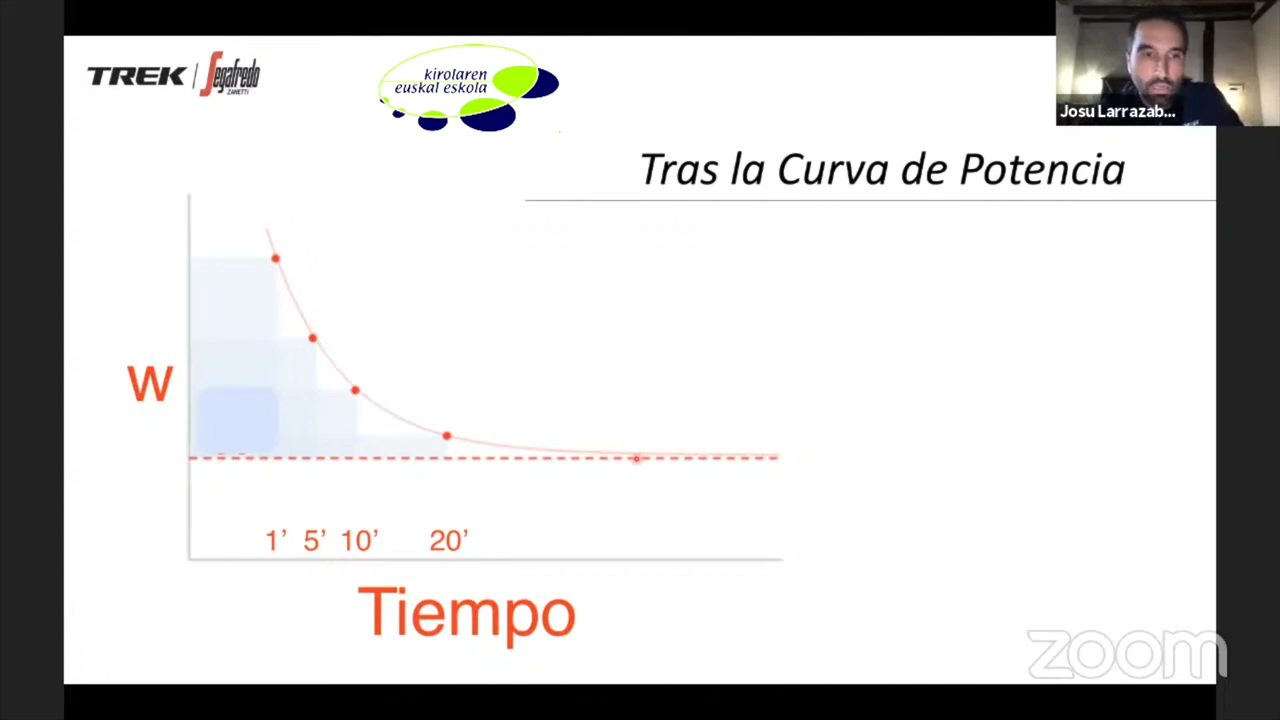 TREK | Segafredo
ZANETTI
kirolaren
euskal eskola
Josu Larrazab...
Tras la Curva de Potencia
W
1’ 5’ 10’ 20’
Tiempo
zoom